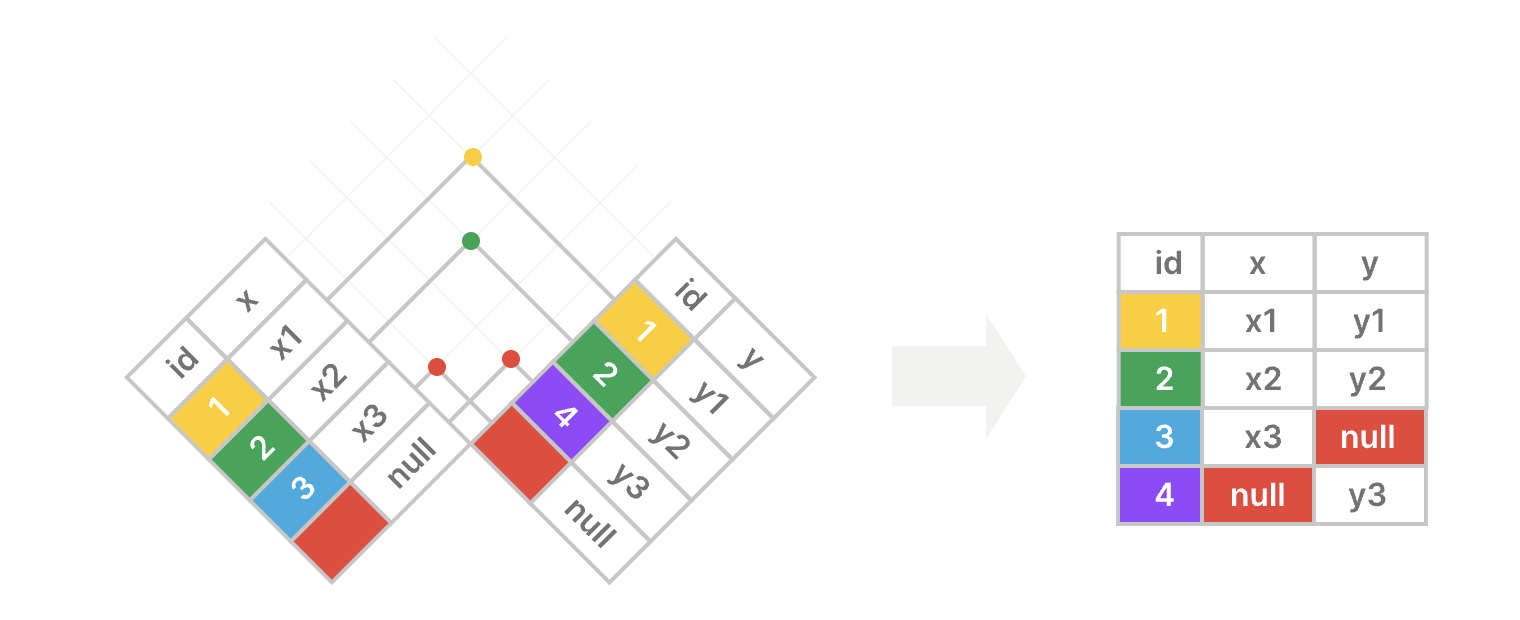 id x
1 x1
2 x2
3 x3
null
id y
1 y1
2 y2
4 y3
null
id x y
1 x1 y1
2 x2 y2
3 x3 null
4 null y3